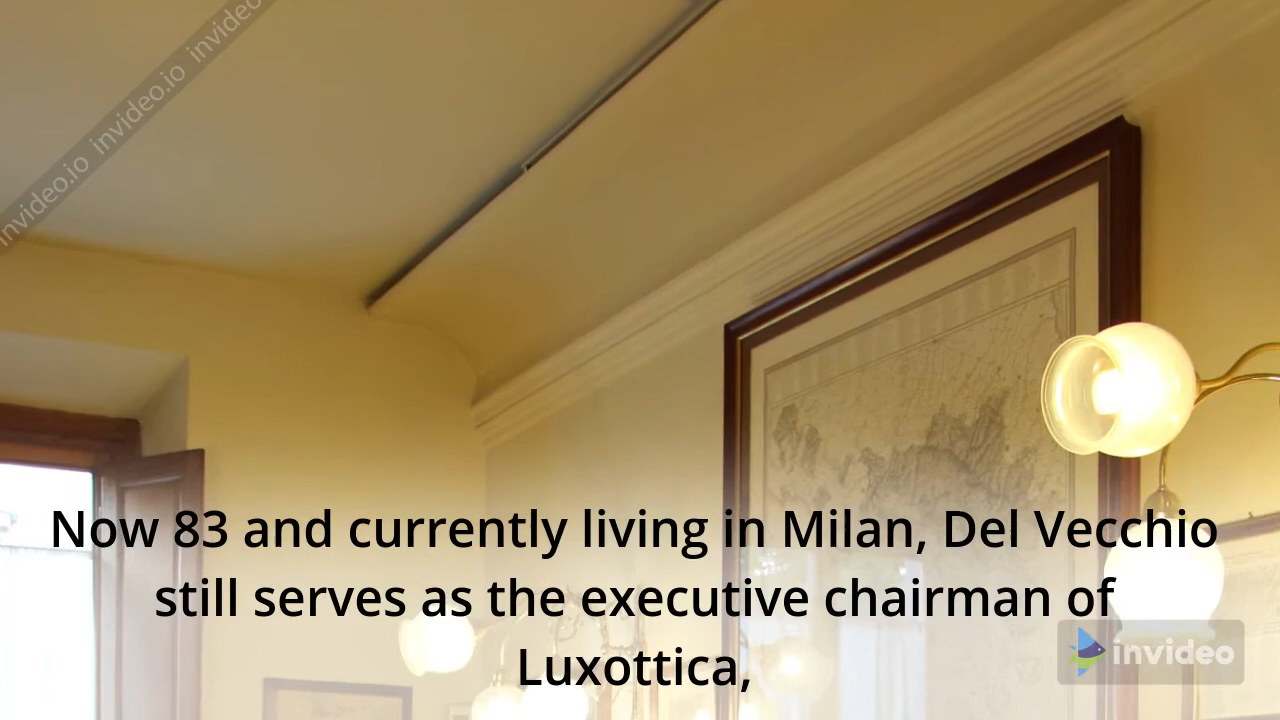 invideo.io invideo.io invideo
Now 83 and currently living in Milan, Del Vecchio
still serves as the executive chairman of
Luxottica,
invideo